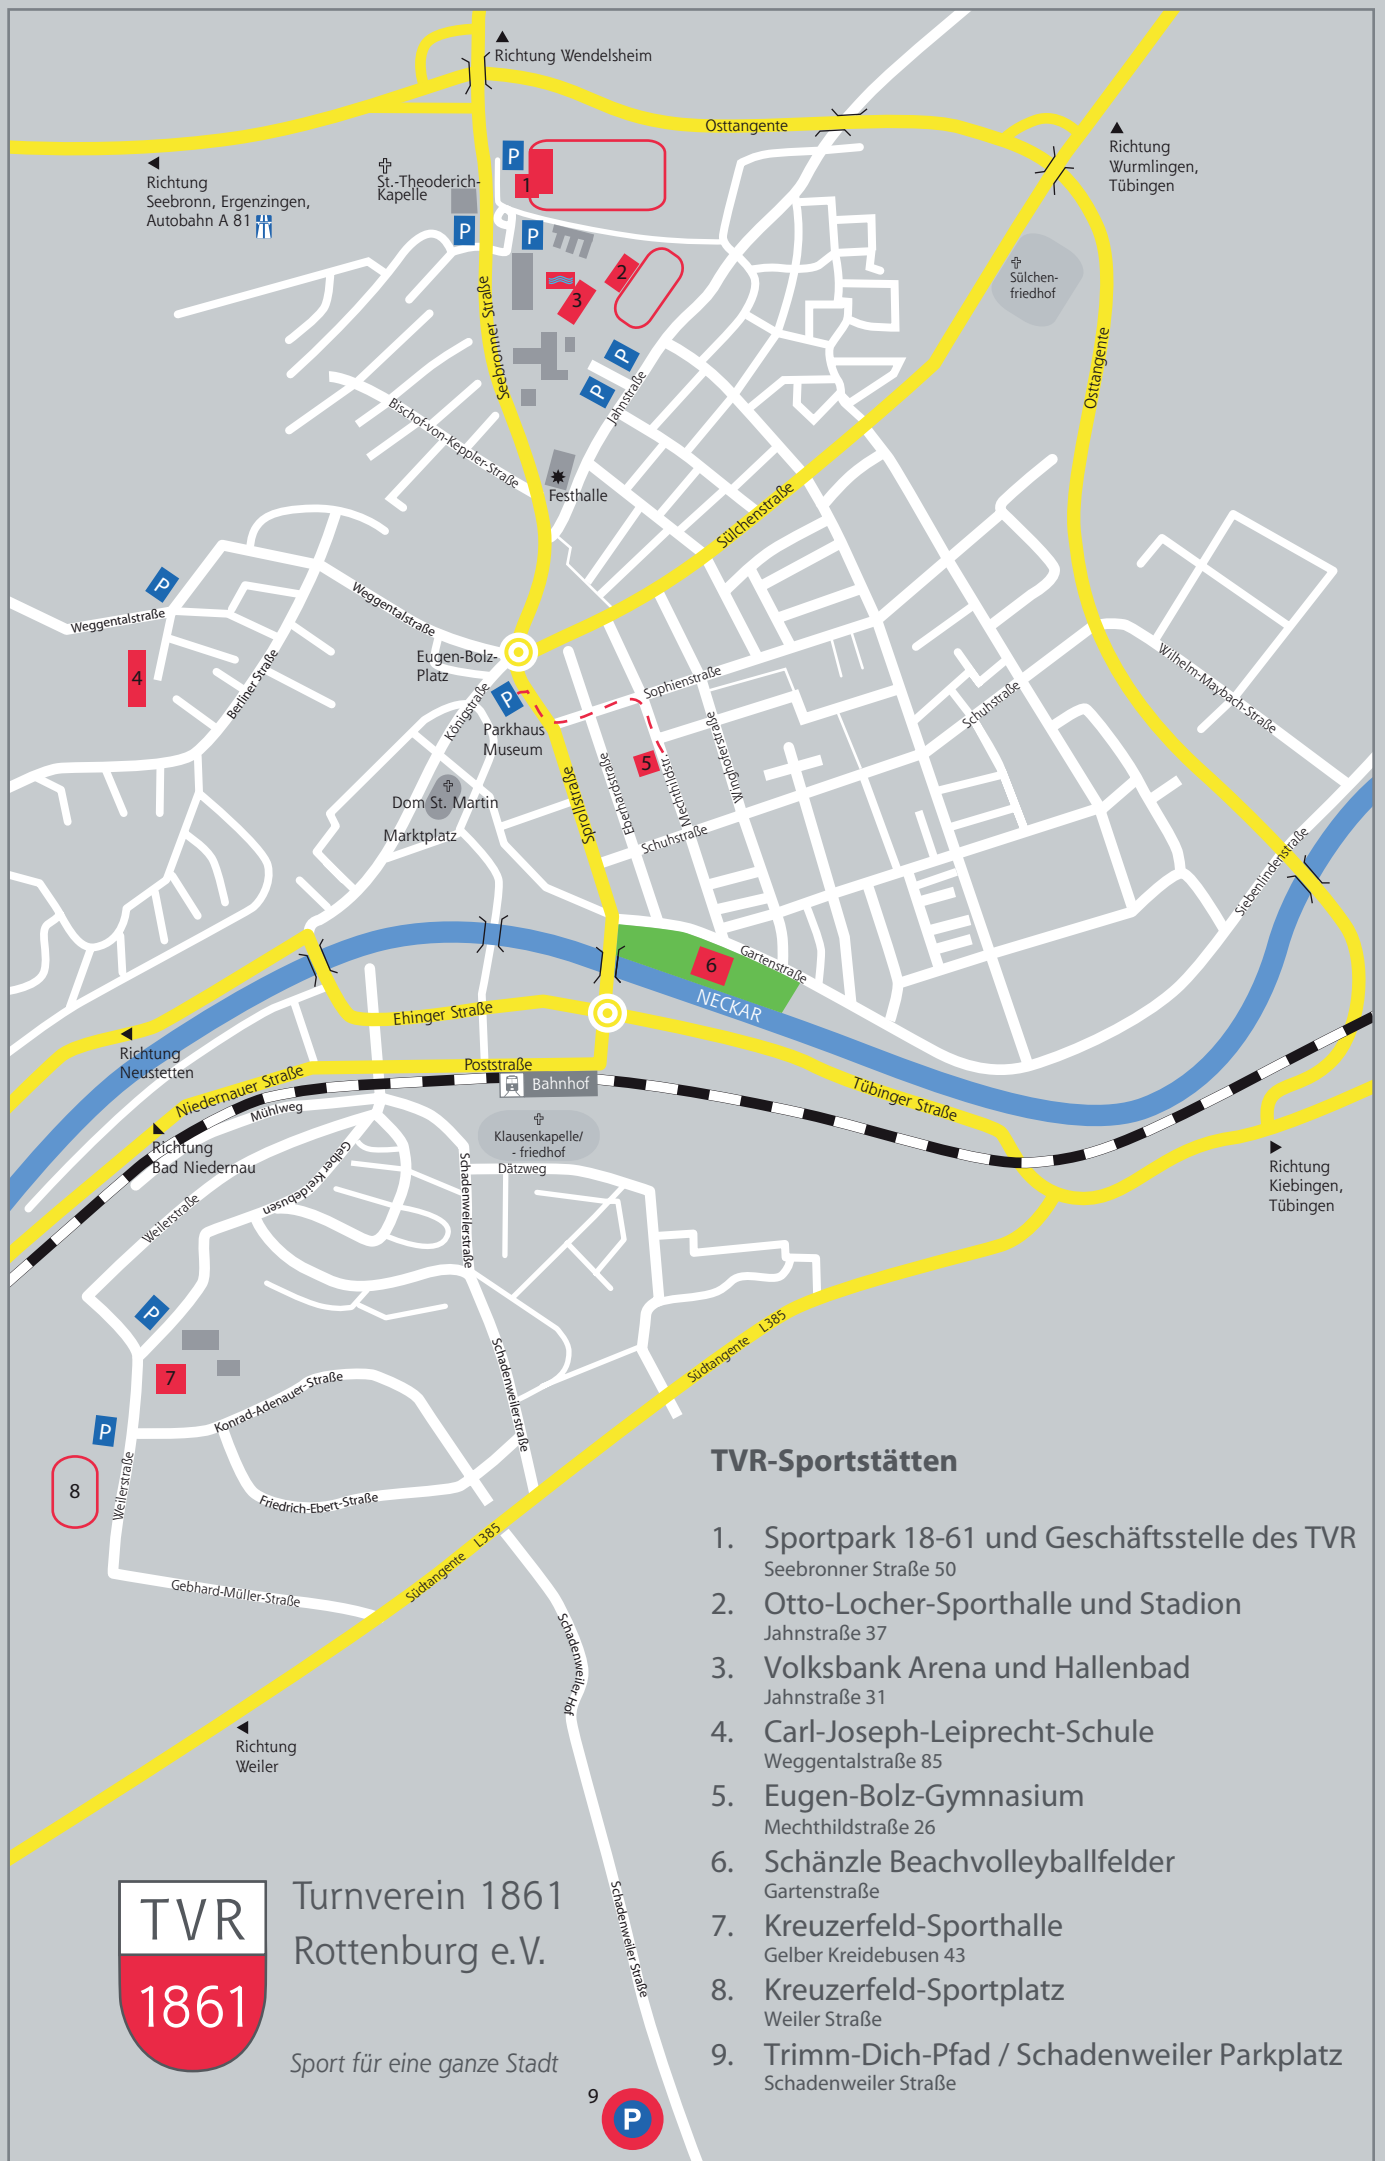 Richtung Wendelsheim
Osttangente
Richtung
Wurmlingen,
Tübingen
Richtung
Seebronn, Ergenzingen,
Autobahn A 81
St.-Theoderich-
Kapelle
P
1
P
P
2
3
Sülchen-
friedhof
Seebronner Straße
Osttangente
P
P
Jahnstraße
Bischof-von-Keppler-Straße
Festhalle
Sülchenstraße
P
Weggentalstraße
Weggentalstraße
Eugen-Bolz-
Platz
4
Berliner Straße
Königstraße
P
Parkhaus
Museum
Sophienstraße
Wilhelm-Maybach-Straße
Schuhstraße
Winghoferstraße
5
Mechthildstr.
Eberhardstraße
Sprollstraße
Schuhstraße
Dom St. Martin
Marktplatz
Siebenlindenstraße
6
Gartenstraße
NECKAR
Ehinger Straße
Richtung
Neustetten
Poststraße
Bahnhof
Niedernauer Straße
Mühlweg
Tübinger Straße
Richtung
Bad Niedernau
Klausenkapelle/
- friedhof
Dätzweg
Richtung
Kiebingen,
Tübingen
Gelber Kreidebusen
Weilerstraße
Schadenweilerstraße
P
7
Schadenweilerstraße
Südtangente L385
Konrad-Adenauer-Straße
P
8
Weilerstraße
Friedrich-Ebert-Straße
Südtangente L385
Gebhard-Müller-Straße
Schadenweiler Hof
Richtung
Weiler
Schadenweiler Straße
TVR-Sportstätten
1. Sportpark 18-61 und Geschäftsstelle des TVR
Seebronner Straße 50
2. Otto-Locher-Sporthalle und Stadion
Jahnstraße 37
3. Volksbank Arena und Hallenbad
Jahnstraße 31
4. Carl-Joseph-Leiprecht-Schule
Weggentalstraße 85
5. Eugen-Bolz-Gymnasium
Mechthildstraße 26
6. Schänzle Beachvolleyballfelder
Gartenstraße
7. Kreuzerfeld-Sporthalle
Gelber Kreidebusen 43
8. Kreuzerfeld-Sportplatz
Weiler Straße
9. Trimm-Dich-Pfad / Schadenweiler Parkplatz
Schadenweiler Straße
TVR
1861
Turnverein 1861
Rottenburg e.V.
Sport für eine ganze Stadt
9
P